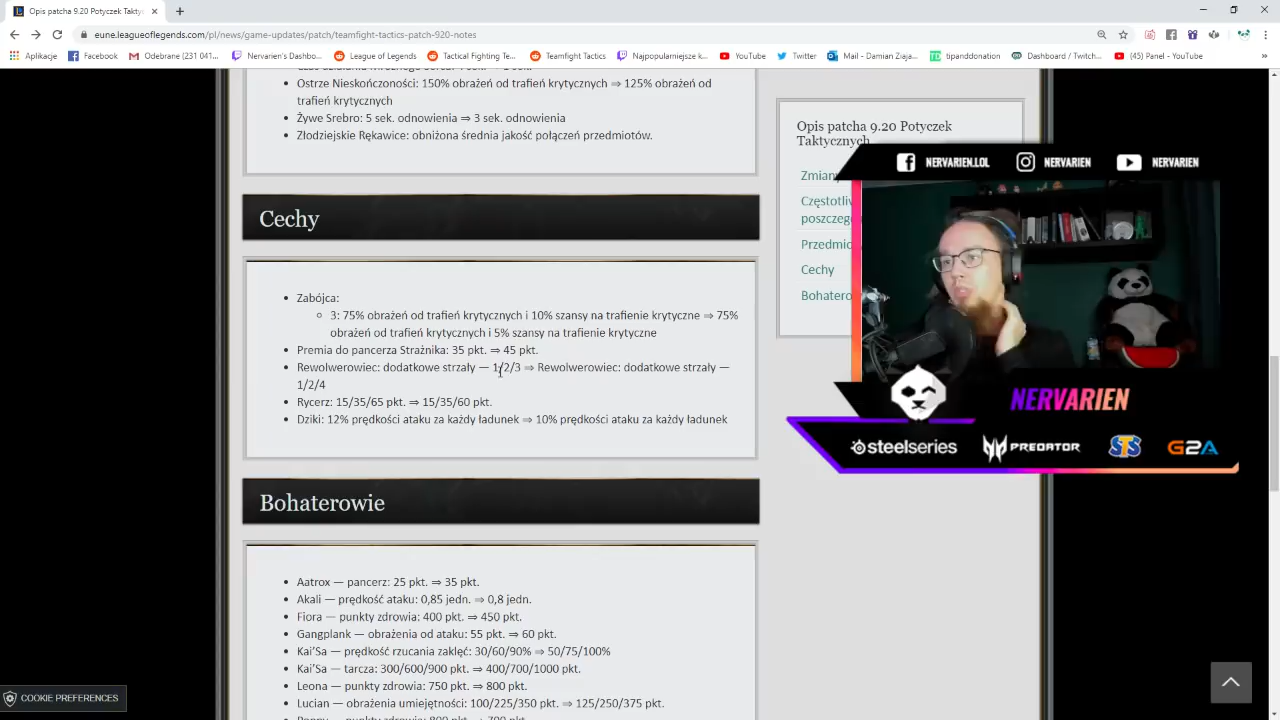 Opis patcha 9.20 Potyczek Taktycz
eune.leagueoflegends.com/pl/news/game-updates/patch/teamfight-tactics-patch-920-notes
Aplikacje
Facebook
Odebrane (231 041...
Nervarien's Dashbo...
League of Legends
Tactical Fighting Te...
Teamfight Tactics
Najpopularniejsze k...
YouTube
Twitter
Mail - Damian Ziaja...
tipanddonation
Dashboard / Twitch...
(45) Panel - YouTube
Ostrze Nieskończoności: 150% obrażeń od trafień krytycznych ⇒ 125% obrażeń od
trafień krytycznych
Żywe Srebro: 5 sek. odnowienia ⇒ 3 sek. odnowienia
Złodziejskie Rękawice: obniżona średnia jakość połączeń przedmiotów.
Cechy
Zabójca:
3: 75% obrażeń od trafień krytycznych i 10% szansy na trafienie krytyczne ⇒ 75%
obrażeń od trafień krytycznych i 5% szansy na trafienie krytyczne
Premia do pancerza Strażnika: 35 pkt. ⇒ 45 pkt.
Rewolwerowiec: dodatkowe strzały — 1/2/3 ⇒ Rewolwerowiec: dodatkowe strzały —
1/2/4
Rycerz: 15/35/65 pkt. ⇒ 15/35/60 pkt.
Dziki: 12% prędkości ataku za każdy ładunek ⇒ 10% prędkości ataku za każdy ładunek
Bohaterowie
Aatrox — pancerz: 25 pkt. ⇒ 35 pkt.
Akali — prędkość ataku: 0,85 jedn. ⇒ 0,8 jedn.
Fiora — punkty zdrowia: 400 pkt. ⇒ 450 pkt.
Gangplank — obrażenia od ataku: 55 pkt. ⇒ 60 pkt.
Kai'Sa — prędkość rzucania zaklęć: 30/60/90% ⇒ 50/75/100%
Kai'Sa — tarcza: 300/600/900 pkt. ⇒ 400/700/1000 pkt.
Leona — punkty zdrowia: 750 pkt. ⇒ 800 pkt.
Lucian — obrażenia umiejętności: 100/225/350 pkt. ⇒ 125/250/375 pkt.
Opis patcha 9.20 Potyczek
Taktycznych
Zmiany
Częstotliw
poszczegó
Przedmio
Cechy
Bohatero
NERVARIEN.LOL
NERVARIEN
NERVARIEN
NERVARIEN
steelseries
PREDATOR
STS
G2A
COOKIE PREFERENCES